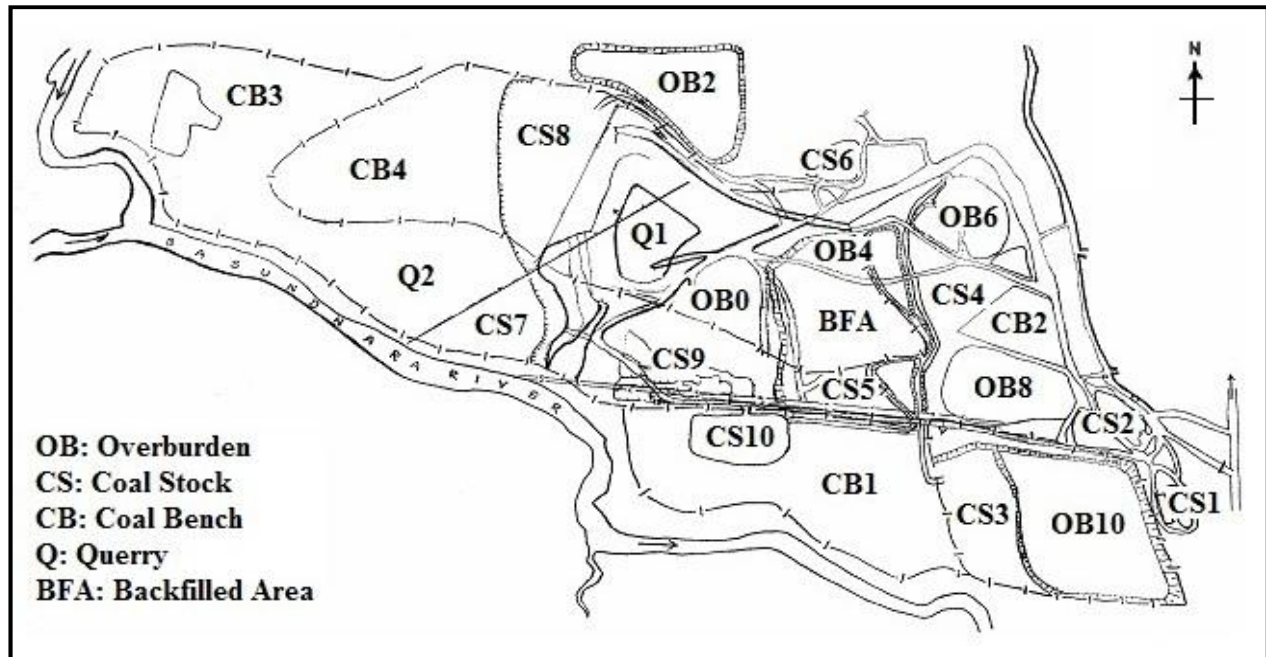 N
OB2
CB3
CS8
CS6
CB4
OB6
Q1
OB4
Q2
OB0
CS4
BFA
CB2
CS7
CS9
CS5
OB8
CS2
CS10
CB1
CS1
CS3
OB10
BASUNDNARA RIVER
OB: Overburden
CS: Coal Stock
CB: Coal Bench
Q: Querry
BFA: Backfilled Area